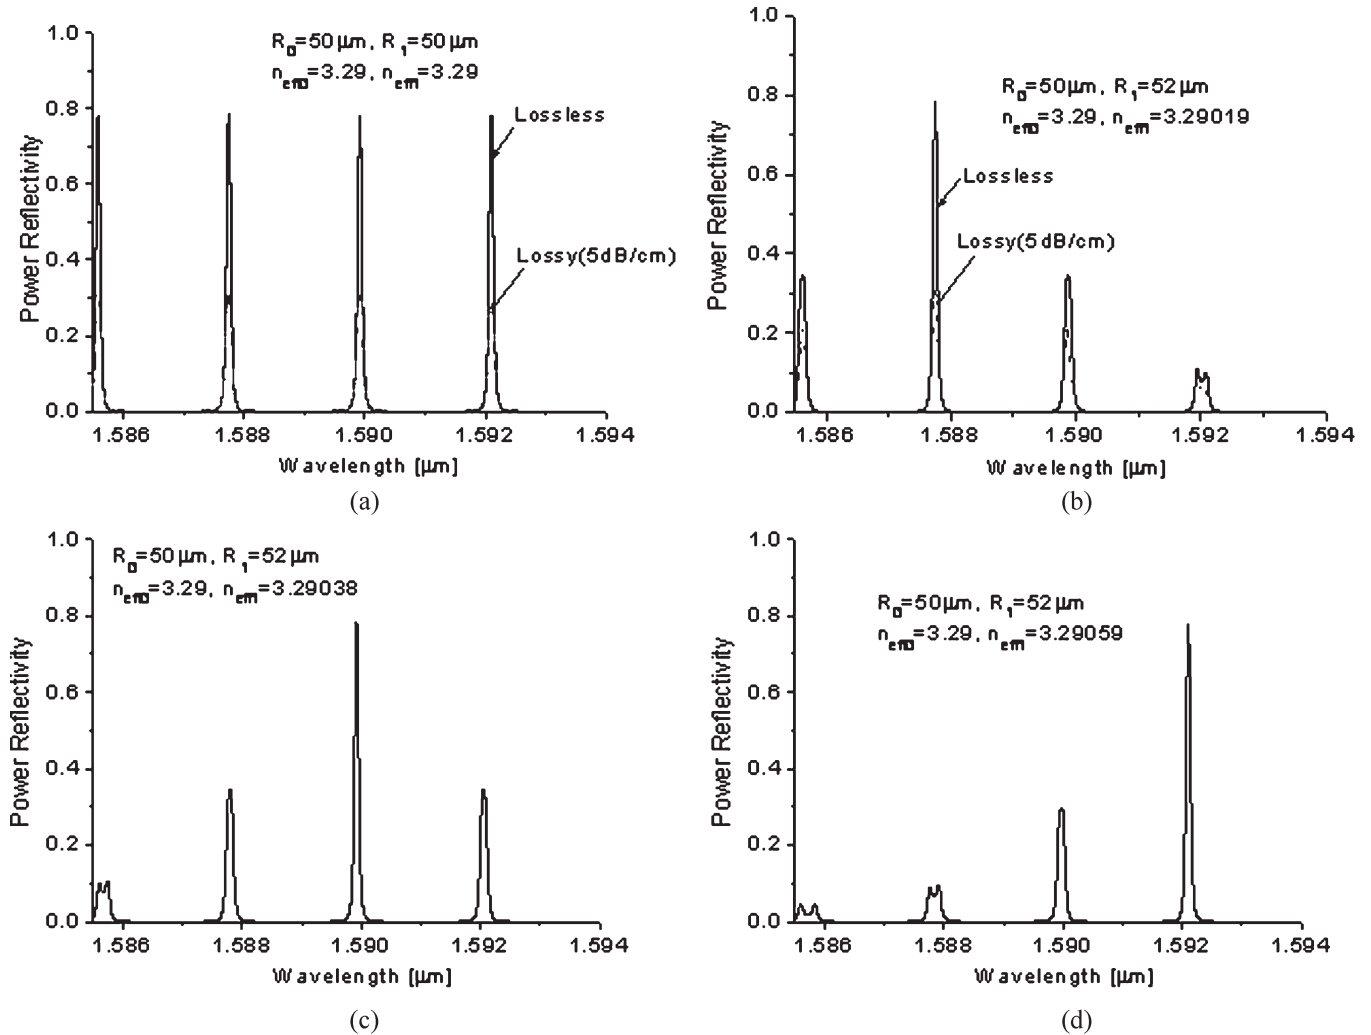 R0=50μm, R1=50μm
neff0=3.29, neff1=3.29
Lossless
Lossy(5dB/cm)
Power Reflectivity
1.0
0.8
0.6
0.4
0.2
0.0
1.586 1.588 1.590 1.592 1.594
Wavelength [μm]
(a)
R0=50μm, R1=52μm
neff0=3.29, neff1=3.29019
Lossless
Lossy(5dB/cm)
Power Reflectivity
1.0
0.8
0.6
0.4
0.2
0.0
1.586 1.588 1.590 1.592 1.594
Wavelength [μm]
(b)
R0=50μm, R1=52μm
neff0=3.29, neff1=3.29038
Power Reflectivity
1.0
0.8
0.6
0.4
0.2
0.0
1.586 1.588 1.590 1.592 1.594
Wavelength [μm]
(c)
R0=50μm, R1=52μm
neff0=3.29, neff1=3.29059
Power Reflectivity
1.0
0.8
0.6
0.4
0.2
0.0
1.586 1.588 1.590 1.592 1.594
Wavelength [μm]
(d)